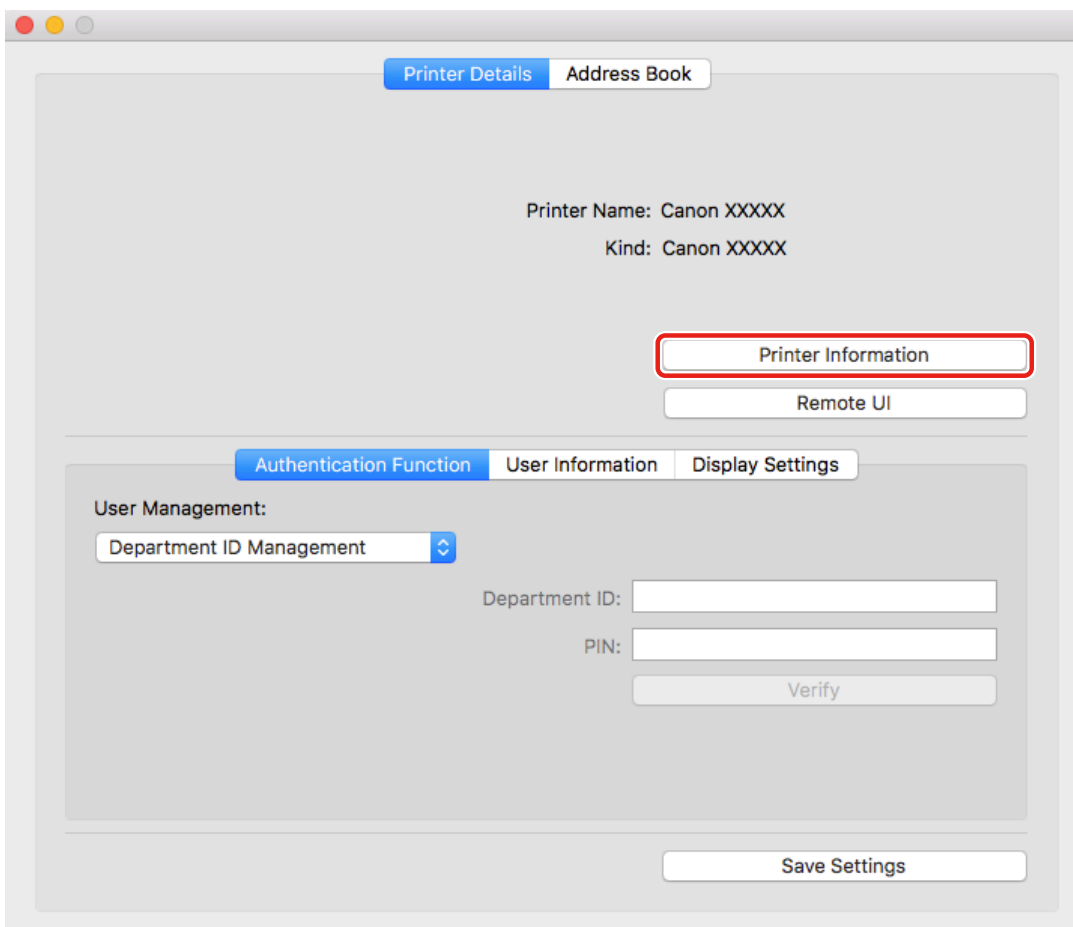 Printer Details Address Book
Printer Name: Canon XXXXX
Kind: Canon XXXXX
Printer Information
Remote UI
Authentication Function User Information Display Settings
User Management:
Department ID Management
Department ID:
PIN:
Verify
Save Settings